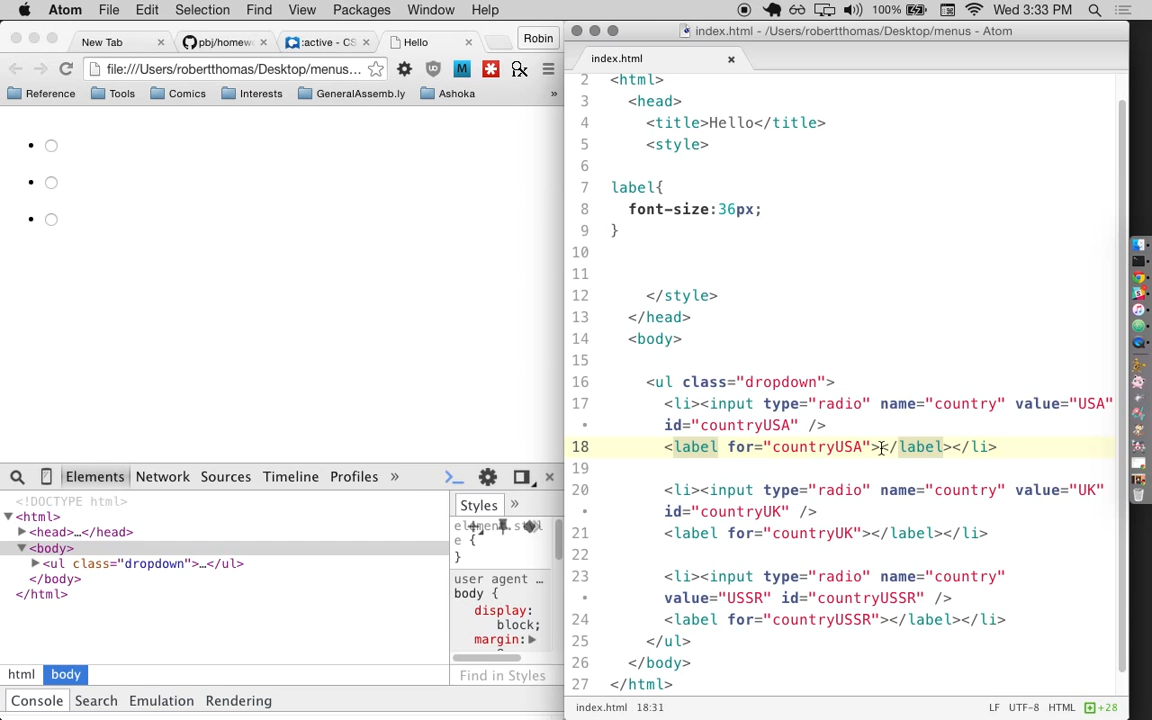 Atom File Edit Selection Find View Packages Window Help 100% Wed 3:33 PM
New Tab pbj/homew :active - CS Hello Robin
file:///Users/robertthomas/Desktop/menus...
Reference Tools Comics Interests GeneralAssemb.ly Ashoka »
index.html - /Users/robertthomas/Desktop/menus - Atom
index.html
2 <html>
3 <head>
4 <title>Hello</title>
5 <style>
6
7 label{
8 font-size:36px;
9 }
10
11
12 </style>
13 </head>
14 <body>
15
16 <ul class="dropdown">
17 <li><input type="radio" name="country" value="USA"
• id="countryUSA" />
18 <label for="countryUSA"></label></li>
19
20 <li><input type="radio" name="country" value="UK"
• id="countryUK" />
21 <label for="countryUK"></label></li>
22
23 <li><input type="radio" name="country"
• value="USSR" id="countryUSSR" />
24 <label for="countryUSSR"></label></li>
25 </ul>
26 </body>
27 </html>
index.html 18:31 LF UTF-8 HTML +28
Elements Network Sources Timeline Profiles »
<!DOCTYPE html>
<html>
<head>…</head>
<body>
<ul class="dropdown">…</ul>
</body>
</html>
html body
Styles »
element.styl
e {
}
user agent …
body {
display:
block;
margin:
Find in Styles
Console Search Emulation Rendering